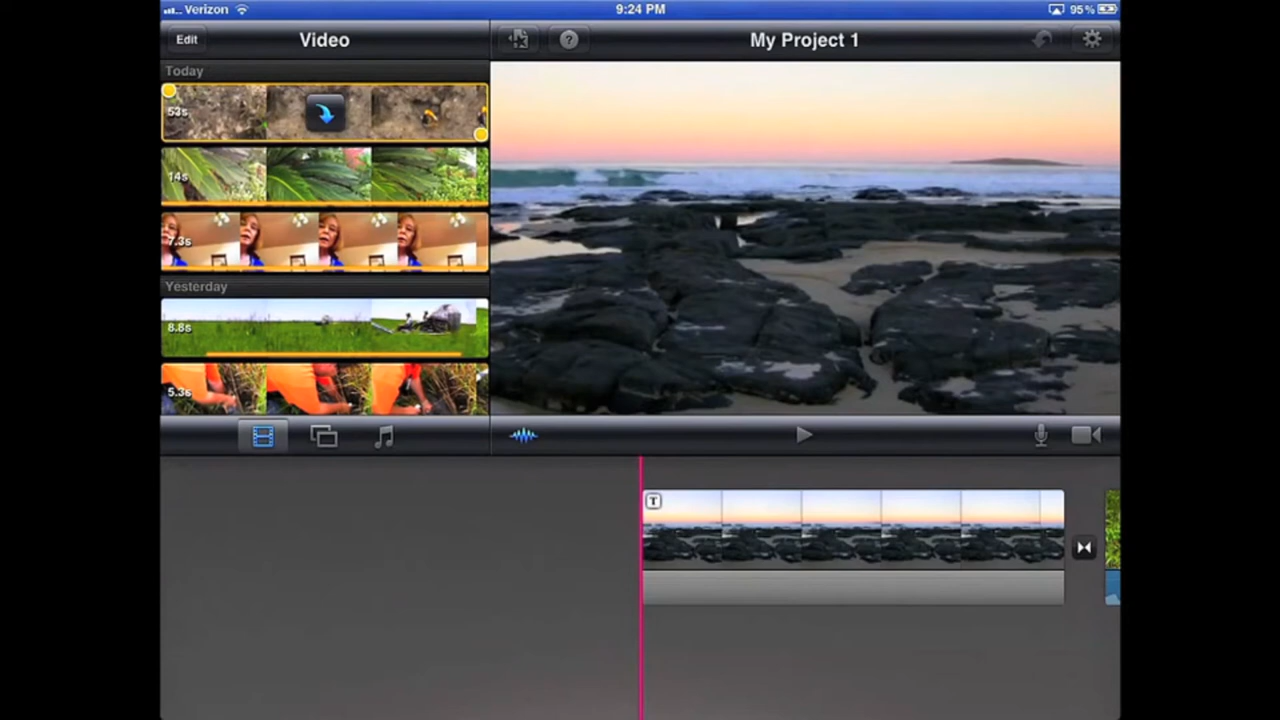 Verizon 9:24 PM 95%
Edit Video ? My Project 1
Today
53s
14s
7.3s
Yesterday
8.8s
5.3s
T